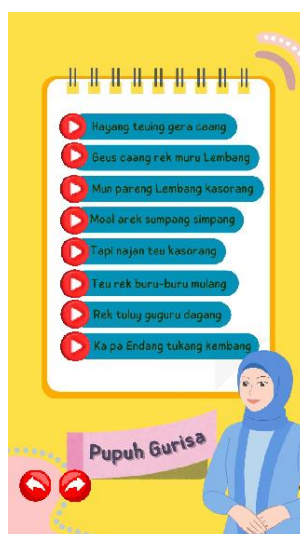 Hayang teuing gera caang
Geus caang rek muru Lembang
Mun pareng Lembang kasorang
Moal arek sumpang simpang
Tapi najan teu kasorang
Teu rek buru-buru mulang
Rek tuluy guguru dagang
Ka pa Endang tukang kembang
Pupuh Gurisa